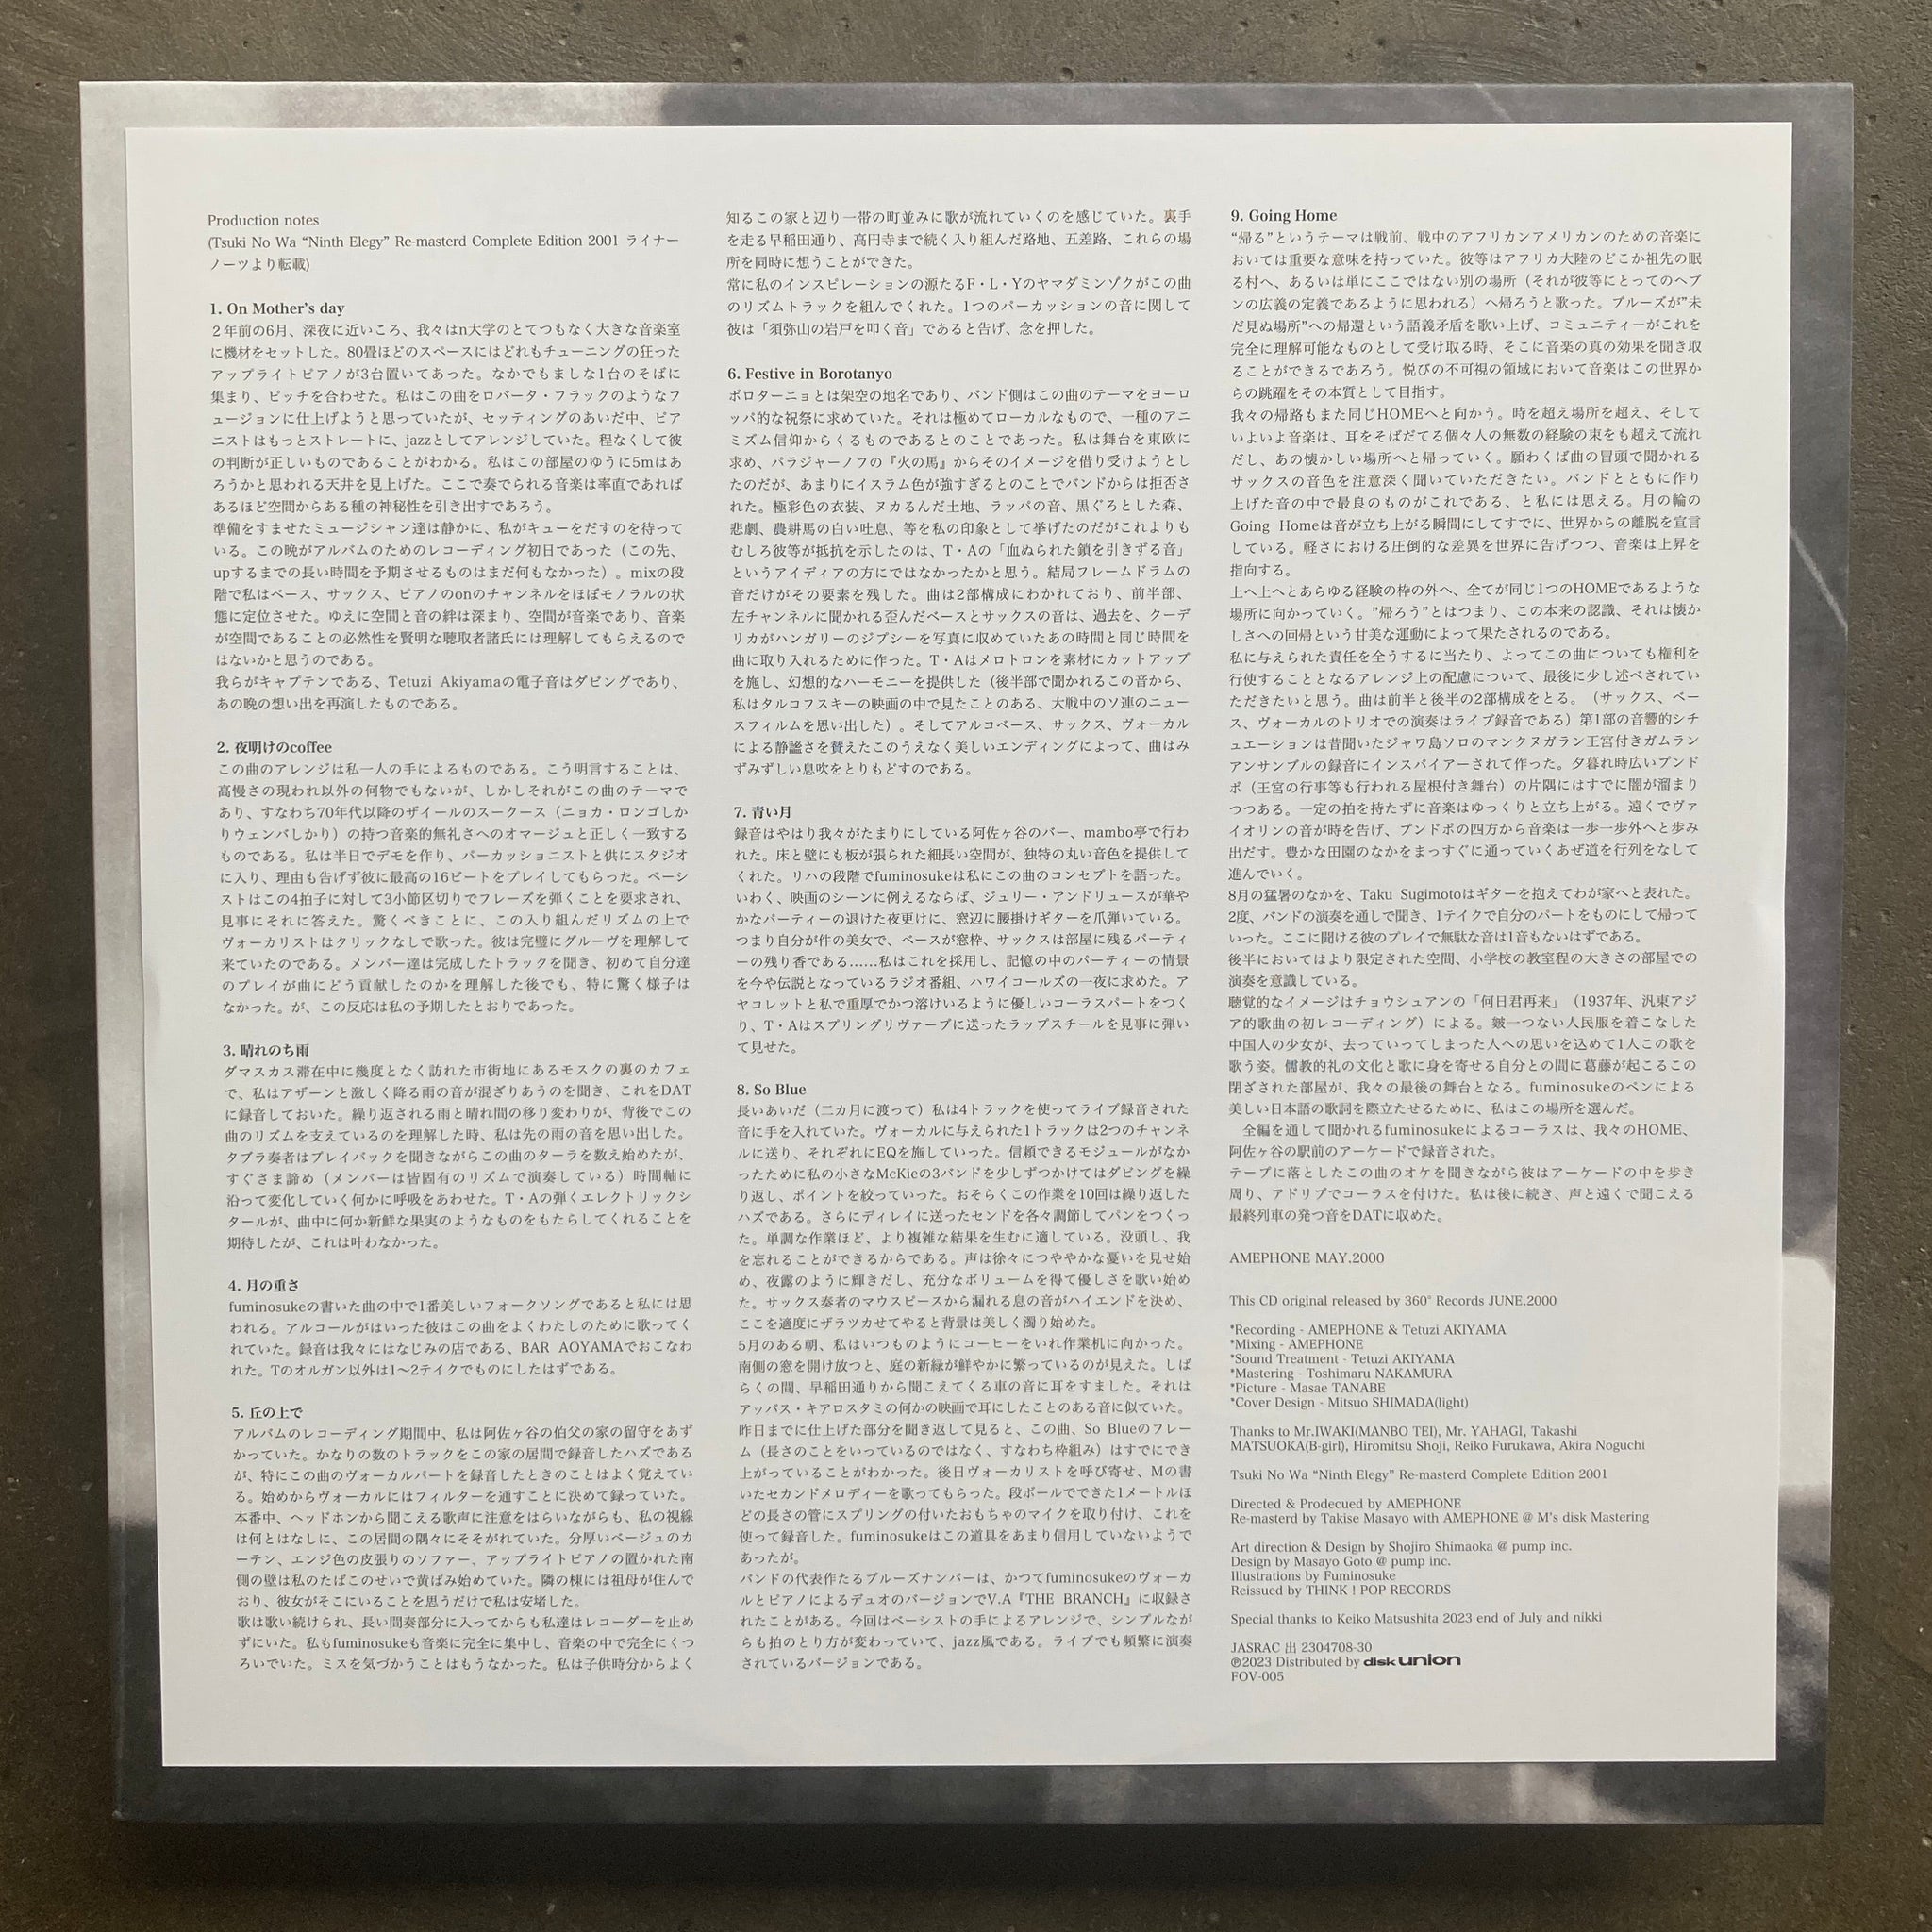 Production notes
(Tsuki No Wa “Ninth Elegy” Re-masterd Complete Edition 2001 ライナー
ノーツより転載)
1. On Mother’s day
２年前の6月、深夜に近いころ、我々はn大学のとてつもなく大きな音楽室
に機材をセットした。80畳ほどのスペースにはどれもチューニングの狂った
アップライトピアノが3台置いてあった。なかでもましな1台のそばに
集まり、ピッチを合わせた。私はこの曲をロバータ・フラックのようなフ
ュージョンに仕上げようと思っていたが、セッティングのあいだ中、ピア
ニストはもっとストレートに、jazzとしてアレンジしていた。程なくして彼
の判断が正しいものであることがわかる。私はこの部屋のゆうに5mはあ
ろうかと思われる天井を見上げた。ここで奏でられる音楽は率直であれば
あるほど空間からある種の神秘性を引き出すであろう。
準備をすませたミュージシャン達は静かに、私がキューをだすのを待って
いる。この晩がアルバムのためのレコーディング初日であった（この先、
upするまでの長い時間を予期させるものはまだ何もなかった）。mixの段
階で私はベース、サックス、ピアノのonのチャンネルをほぼモノラルの状
態に定位させた。ゆえに空間と音の絆は深まり、空間が音楽であり、音楽
が空間であることの必然性を賢明な聴取者諸氏には理解してもらえるので
はないかと思うのである。
我らがキャプテンである、Tetuzi Akiyamaの電子音はダビングであり、
あの晩の想い出を再演したものである。
2. 夜明けのcoffee
この曲のアレンジは私一人の手によるものである。こう明言することは、
高慢さの現われ以外の何物でもないが、しかしそれがこの曲のテーマで
あり、すなわち70年代以降のザイールのスークース（ニョカ・ロンゴしか
りウェンバしかり）の持つ音楽的無礼さへのオマージュと正しく一致する
ものである。私は半日でデモを作り、パーカッショニストと供にスタジオ
に入り、理由も告げず彼に最高の16ビートをプレイしてもらった。ベーシ
ストはこの4拍子に対して3小節区切りでフレーズを弾くことを要求され、
見事にそれに答えた。驚くべきことに、この入り組んだリズムの上で
ヴォーカリストはクリックなしで歌った。彼は完璧にグルーヴを理解して
来ていたのである。メンバー達は完成したトラックを聞き、初めて自分達
のプレイが曲にどう貢献したのかを理解した後でも、特に驚く様子は
なかった。が、この反応は私の予期したとおりであった。
3. 晴れのち雨
ダマスカス滞在中に幾度となく訪れた市街地にあるモスクの裏のカフェ
で、私はアザーンと激しく降る雨の音が混ざりあうのを聞き、これをDAT
に録音しておいた。繰り返される雨と晴れ間の移り変わりが、背後でこの
曲のリズムを支えているのを理解した時、私は先の雨の音を思い出した。
タブラ奏者はプレイバックを聞きながらこの曲のターラを数え始めたが、
すぐさま諦め（メンバーは皆固有のリズムで演奏している）時間軸に
沿って変化していく何かに呼吸をあわせた。T・Aの弾くエレクトリックシ
タールが、曲中に何か新鮮な果実のようなものをもたらしてくれることを
期待したが、これは叶わなかった。
4. 月の重さ
fuminosukeの書いた曲の中で1番美しいフォークソングであると私には思
われる。アルコールがはいった彼はこの曲をよくわたしのために歌ってく
れていた。録音は我々にはなじみの店である、BAR AOYAMAでおこなわ
れた。Tのオルガン以外は1〜2テイクでものにしたはずである。
5. 丘の上で
アルバムのレコーディング期間中、私は阿佐ヶ谷の伯父の家の留守をあず
かっていた。かなりの数のトラックをこの家の居間で録音したハズである
が、特にこの曲のヴォーカルパートを録音したときのことはよく覚えてい
る。始めからヴォーカルにはフィルターを通すことに決めて録っていた。
本番中、ヘッドホンから聞こえる歌声に注意をはらいながらも、私の視線
は何とはなしに、この居間の隅々にそそがれていた。分厚いベージュのカ
ーテン、エンジ色の皮張りのソファー、アップライトピアノの置かれた南
側の壁は私のたばこのせいで黄ばみ始めていた。隣の棟には祖母が住んで
おり、彼女がそこにいることを思うだけで私は安堵した。
歌は歌い続けられ、長い間奏部分に入ってからも私達はレコーダーを止め
ずにいた。私もfuminosukeも音楽に完全に集中し、音楽の中で完全にくつ
ろいでいた。ミスを気づかうことはもうなかった。私は子供時分からよく
知るこの家と辺り一帯の町並みに歌が流れていくのを感じていた。裏手
を走る早稲田通り、高円寺まで続く入り組んだ路地、五差路、これらの場
所を同時に想うことができた。
常に私のインスピレーションの源たるF・L・Yのヤマダミンゾクがこの曲
のリズムトラックを組んでくれた。1つのパーカッションの音に関して
彼は「須弥山の岩戸を叩く音」であると告げ、念を押した。
6. Festive in Borotanyo
ボロターニョとは架空の地名であり、バンド側はこの曲のテーマをヨーロ
ッパ的な祝祭に求めていた。それは極めてローカルなもので、一種のアニ
ミズム信仰からくるものであるとのことであった。私は舞台を東欧に
求め、パラジャーノフの『火の馬』からそのイメージを借り受けようとし
たのだが、あまりにイスラム色が強すぎるとのことでバンドからは拒否さ
れた。極彩色の衣装、ヌカるんだ土地、ラッパの音、黒ぐろとした森、
悲劇、農耕馬の白い吐息、等を私の印象として挙げたのだがこれよりも
むしろ彼等が抵抗を示したのは、T・Aの「血ぬられた鎖を引きずる音」
というアイディアの方にではなかったかと思う。結局フレームドラムの
音だけがその要素を残した。曲は2部構成にわかれており、前半部、
左チャンネルに聞かれる歪んだベースとサックスの音は、過去を、クーデ
リカがハンガリーのジプシーを写真に収めていたあの時間と同じ時間を
曲に取り入れるために作った。T・Aはメロトロンを素材にカットアップ
を施し、幻想的なハーモニーを提供した（後半部で聞かれるこの音から、
私はタルコフスキーの映画の中で見たことのある、大戦中のソ連のニュー
スフィルムを思い出した）。そしてアルコベース、サックス、ヴォーカル
による静謐さを賛えたこのうえなく美しいエンディングによって、曲はみ
ずみずしい息吹をとりもどすのである。
7. 青い月
録音はやはり我々がたまりにしている阿佐ヶ谷のバー、mambo亭で行わ
れた。床と壁にも板が張られた細長い空間が、独特の丸い音色を提供して
くれた。リハの段階でfuminosukeは私にこの曲のコンセプトを語った。
いわく、映画のシーンに例えるならば、ジュリー・アンドリュースが華や
かなパーティーの退けた夜更けに、窓辺に腰掛けギターを爪弾いている。
つまり自分が件の美女で、ベースが窓枠、サックスは部屋に残るパーティ
ーの残り香である……私はこれを採用し、記憶の中のパーティーの情景
を今や伝説となっているラジオ番組、ハワイコールズの一夜に求めた。ア
ヤコレットと私で重厚でかつ溶けいるように優しいコーラスパートをつく
り、T・Aはスプリングリヴァーブに送ったラップスチールを見事に弾い
て見せた。
8. So Blue
長いあいだ（二カ月に渡って）私は4トラックを使ってライブ録音された
音に手を入れていた。ヴォーカルに与えられた1トラックは2つのチャンネ
ルに送り、それぞれにEQを施していった。信頼できるモジュールがなか
ったために私の小さなMcKieの3バンドを少しずつかけてはダビングを繰
り返し、ポイントを絞っていった。おそらくこの作業を10回は繰り返した
ハズである。さらにディレイに送ったセンドを各々調節してパンをつくっ
た。単調な作業ほど、より複雑な結果を生むに適している。没頭し、我
を忘れることができるからである。声は徐々につややかな憂いを見せ始
め、夜露のように輝きだし、充分なボリュームを得て優しさを歌い始め
た。サックス奏者のマウスピースから漏れる息の音がハイエンドを決め、
ここを適度にザラツカせてやると背景は美しく濁り始めた。
5月のある朝、私はいつものようにコーヒーをいれ作業机に向かった。
南側の窓を開け放つと、庭の新緑が鮮やかに繁っているのが見えた。しば
らくの間、早稲田通りから聞こえてくる車の音に耳をすました。それは
アッバス・キアロスタミの何かの映画で耳にしたことのある音に似ていた。
昨日までに仕上げた部分を聞き返して見ると、この曲、So Blueのフレー
ム（長さのことをいっているのではなく、すなわち枠組み）はすでにでき
上がっていることがわかった。後日ヴォーカリストを呼び寄せ、Mの書
いたセカンドメロディーを歌ってもらった。段ボールでできた1メートルほ
どの長さの管にスプリングの付いたおもちゃのマイクを取り付け、これを
使って録音した。fuminosukeはこの道具をあまり信用していないようで
あったが。
バンドの代表作たるブルーズナンバーは、かつてfuminosukeのヴォーカ
ルとピアノによるデュオのバージョンでV.A『THE BRANCH』に収録さ
れたことがある。今回はベーシストの手によるアレンジで、シンプルなが
らも拍のとり方が変わっていて、jazz風である。ライブでも頻繁に演奏
されているバージョンである。
9. Going Home
“帰る”というテーマは戦前、戦中のアフリカンアメリカンのための音楽に
おいては重要な意味を持っていた。彼等はアフリカ大陸のどこか祖先の眠
る村へ、あるいは単にここではない別の場所（それが彼等にとってのヘブ
ンの広義の定義であるように思われる）へ帰ろうと歌った。ブルーズが”未
だ見ぬ場所”への帰還という語義矛盾を歌い上げ、コミュニティーがこれを
完全に理解可能なものとして受け取る時、そこに音楽の真の効果を聞き取
ることができるであろう。悦びの不可視の領域において音楽はこの世界か
らの跳躍をその本質として目指す。
我々の帰路もまた同じHOMEへと向かう。時を超え場所を超え、そして
いよいよ音楽は、耳をそばだてる個々人の無数の経験の束をも超えて流れ
だし、あの懐かしい場所へと帰っていく。願わくば曲の冒頭で聞かれる
サックスの音色を注意深く聞いていただきたい。バンドとともに作り
上げた音の中で最良のものがこれである、と私には思える。月の輪の
Going Homeは音が立ち上がる瞬間にしてすでに、世界からの離脱を宣言
している。軽さにおける圧倒的な差異を世界に告げつつ、音楽は上昇を
指向する。
上へ上へとあらゆる経験の枠の外へ、全てが同じ1つのHOMEであるような
場所に向かっていく。”帰ろう”とはつまり、この本来の認識、それは懐か
しさへの回帰という甘美な運動によって果たされるのである。
私に与えられた責任を全うするに当たり、よってこの曲についても権利を
行使することとなるアレンジ上の配慮について、最後に少し述べされてい
ただきたいと思う。曲は前半と後半の2部構成をとる。（サックス、ベー
ス、ヴォーカルのトリオでの演奏はライブ録音である）第1部の音響的シチ
ュエーションは昔聞いたジャワ島ソロのマンクヌガラン王宮付きガムラン
アンサンブルの録音にインスパイアーされて作った。夕暮れ時広いプンド
ポ（王宮の行事等も行われる屋根付き舞台）の片隅にはすでに闇が溜まり
つつある。一定の拍を持たずに音楽はゆっくりと立ち上がる。遠くでヴァ
イオリンの音が時を告げ、プンドポの四方から音楽は一歩一歩外へと歩み
出だす。豊かな田園のなかをまっすぐに通っていくあぜ道を行列をなして
進んでいく。
8月の猛暑のなかを、Taku Sugimotoはギターを抱えてわが家へと表れた。
2度、バンドの演奏を通しで聞き、1テイクで自分のパートをものにして帰って
いった。ここに聞ける彼のプレイで無駄な音は1音もないはずである。
後半においてはより限定された空間、小学校の教室程の大きさの部屋での
演奏を意識している。
聴覚的なイメージはチョウシュアンの「何日君再来」（1937年、汎東アジ
ア的歌曲の初レコーディング）による。皺一つない人民服を着こなした
中国人の少女が、去っていってしまった人への思いを込めて1人この歌を
歌う姿。儒教的礼の文化と歌に身を寄せる自分との間に葛藤が起こるこの
閉ざされた部屋が、我々の最後の舞台となる。fuminosukeのペンによる
美しい日本語の歌詞を際立たせるために、私はこの場所を選んだ。
全編を通して聞かれるfuminosukeによるコーラスは、我々のHOME、
阿佐ヶ谷の駅前のアーケードで録音された。
テープに落としたこの曲のオケを聞きながら彼はアーケードの中を歩き
周り、アドリブでコーラスを付けた。私は後に続き、声と遠くで聞こえる
最終列車の発つ音をDATに収めた。
AMEPHONE MAY.2000
This CD original released by 360° Records JUNE.2000
*Recording - AMEPHONE & Tetuzi AKIYAMA
*Mixing - AMEPHONE
*Sound Treatment - Tetuzi AKIYAMA
*Mastering - Toshimaru NAKAMURA
*Picture - Masae TANABE
*Cover Design - Mitsuo SHIMADA(light)
Thanks to Mr.IWAKI(MANBO TEI), Mr. YAHAGI, Takashi
MATSUOKA(B-girl), Hiromitsu Shoji, Reiko Furukawa, Akira Noguchi
Tsuki No Wa “Ninth Elegy” Re-masterd Complete Edition 2001
Directed & Prodecued by AMEPHONE
Re-masterd by Takise Masayo with AMEPHONE @ M’s disk Mastering
Art direction & Design by Shojiro Shimaoka @ pump inc.
Design by Masayo Goto @ pump inc.
Illustrations by Fuminosuke
Reissued by THINK ! POP RECORDS
Special thanks to Keiko Matsushita 2023 end of July and nikki
JASRAC 出 2304708-30
℗2023 Distributed by disk union
FOV-005